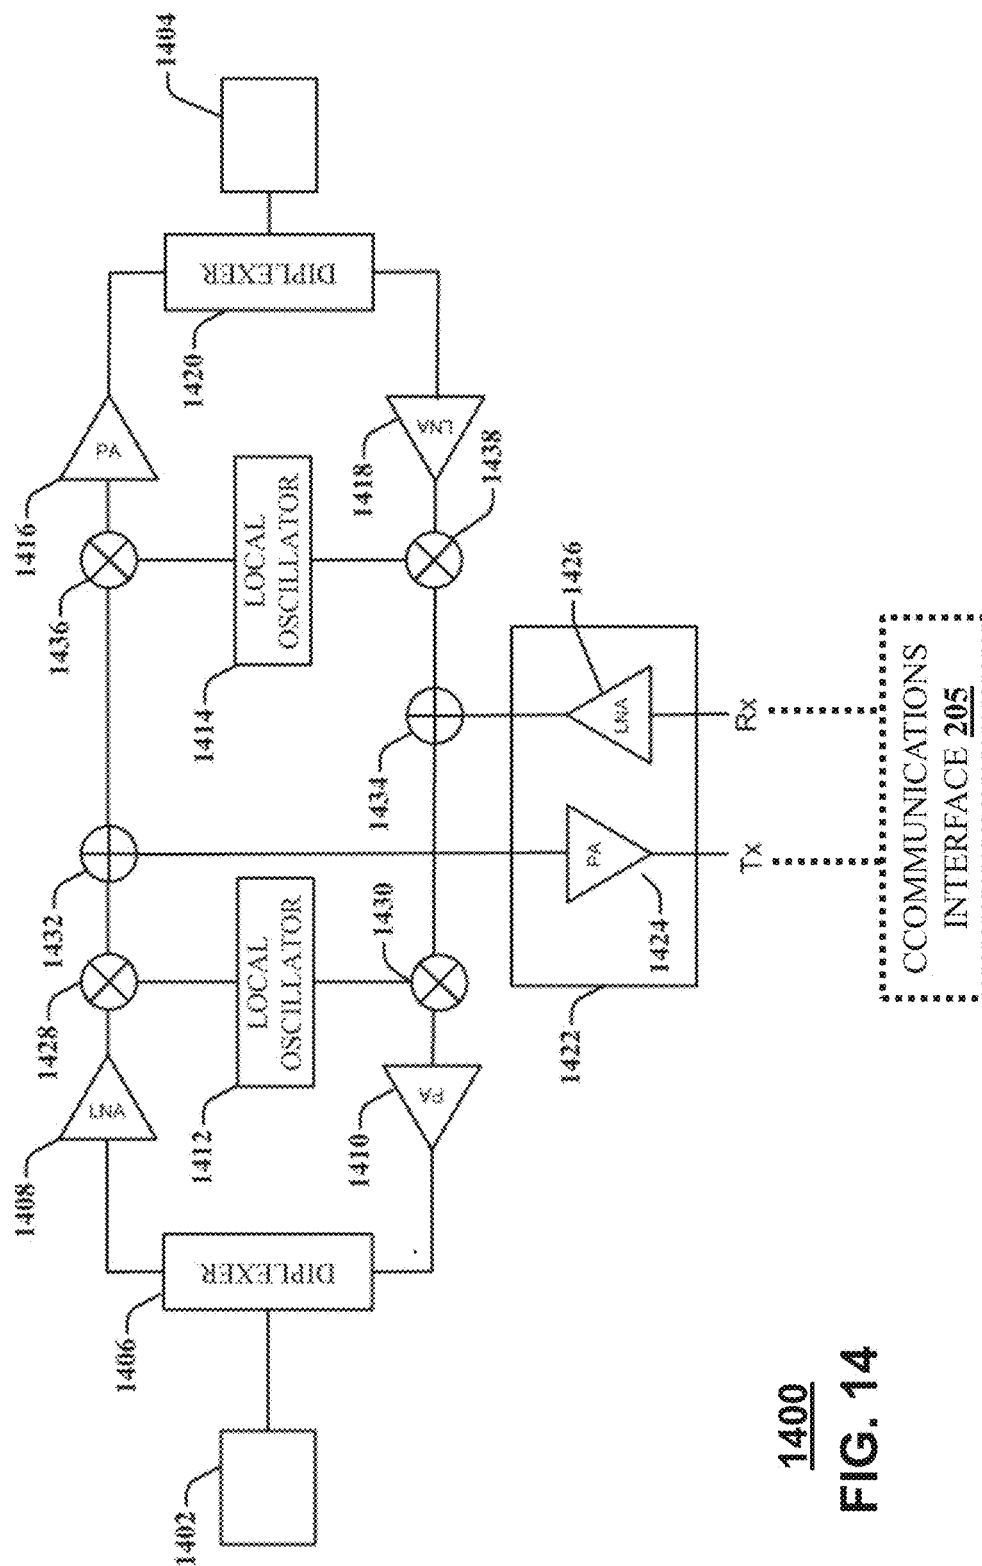 1404
DIPLEXER
1420
PA
1416
LNA
1418
1438
1436
LOCAL
OSCILLATOR
1414
1434
LNA
1426
Rx
1432
PA
1424
Tx
1428
LOCAL
OSCILLATOR
1412
1430
1422
LNA
1408
PA
1410
DIPLEXER
1406
1402
CCOMMUNICATIONS
INTERFACE 205
1400
FIG. 14